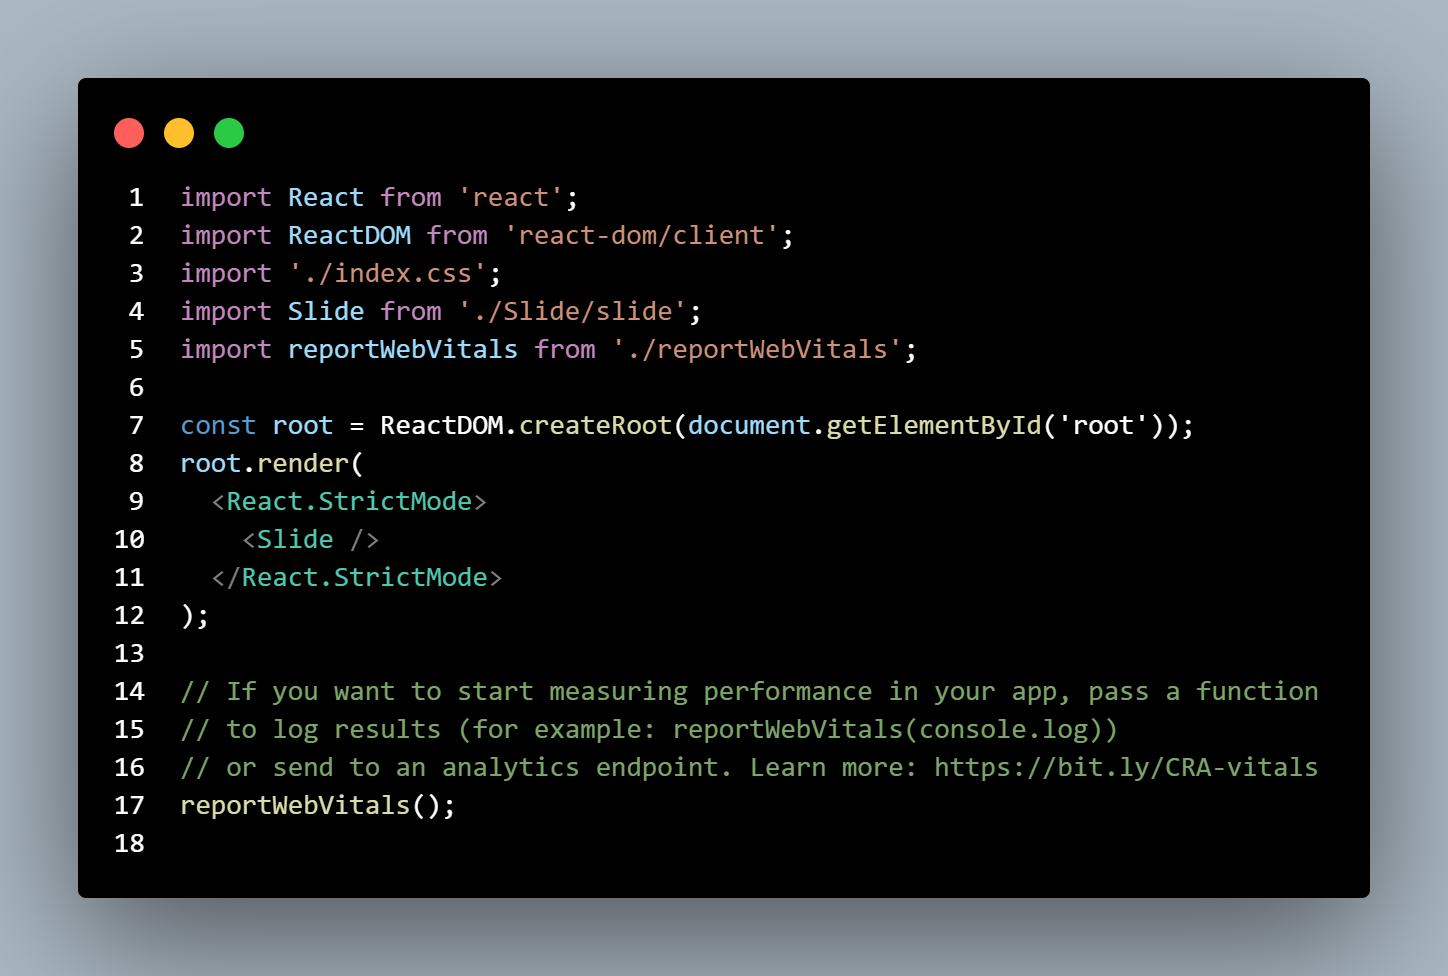 1 import React from 'react';
2 import ReactDOM from 'react-dom/client';
3 import './index.css';
4 import Slide from './Slide/slide';
5 import reportWebVitals from './reportWebVitals';
6
7 const root = ReactDOM.createRoot(document.getElementById('root'));
8 root.render(
9   <React.StrictMode>
10     <Slide />
11   </React.StrictMode>
12 );
13
14 // If you want to start measuring performance in your app, pass a function
15 // to log results (for example: reportWebVitals(console.log))
16 // or send to an analytics endpoint. Learn more: https://bit.ly/CRA-vitals
17 reportWebVitals();
18